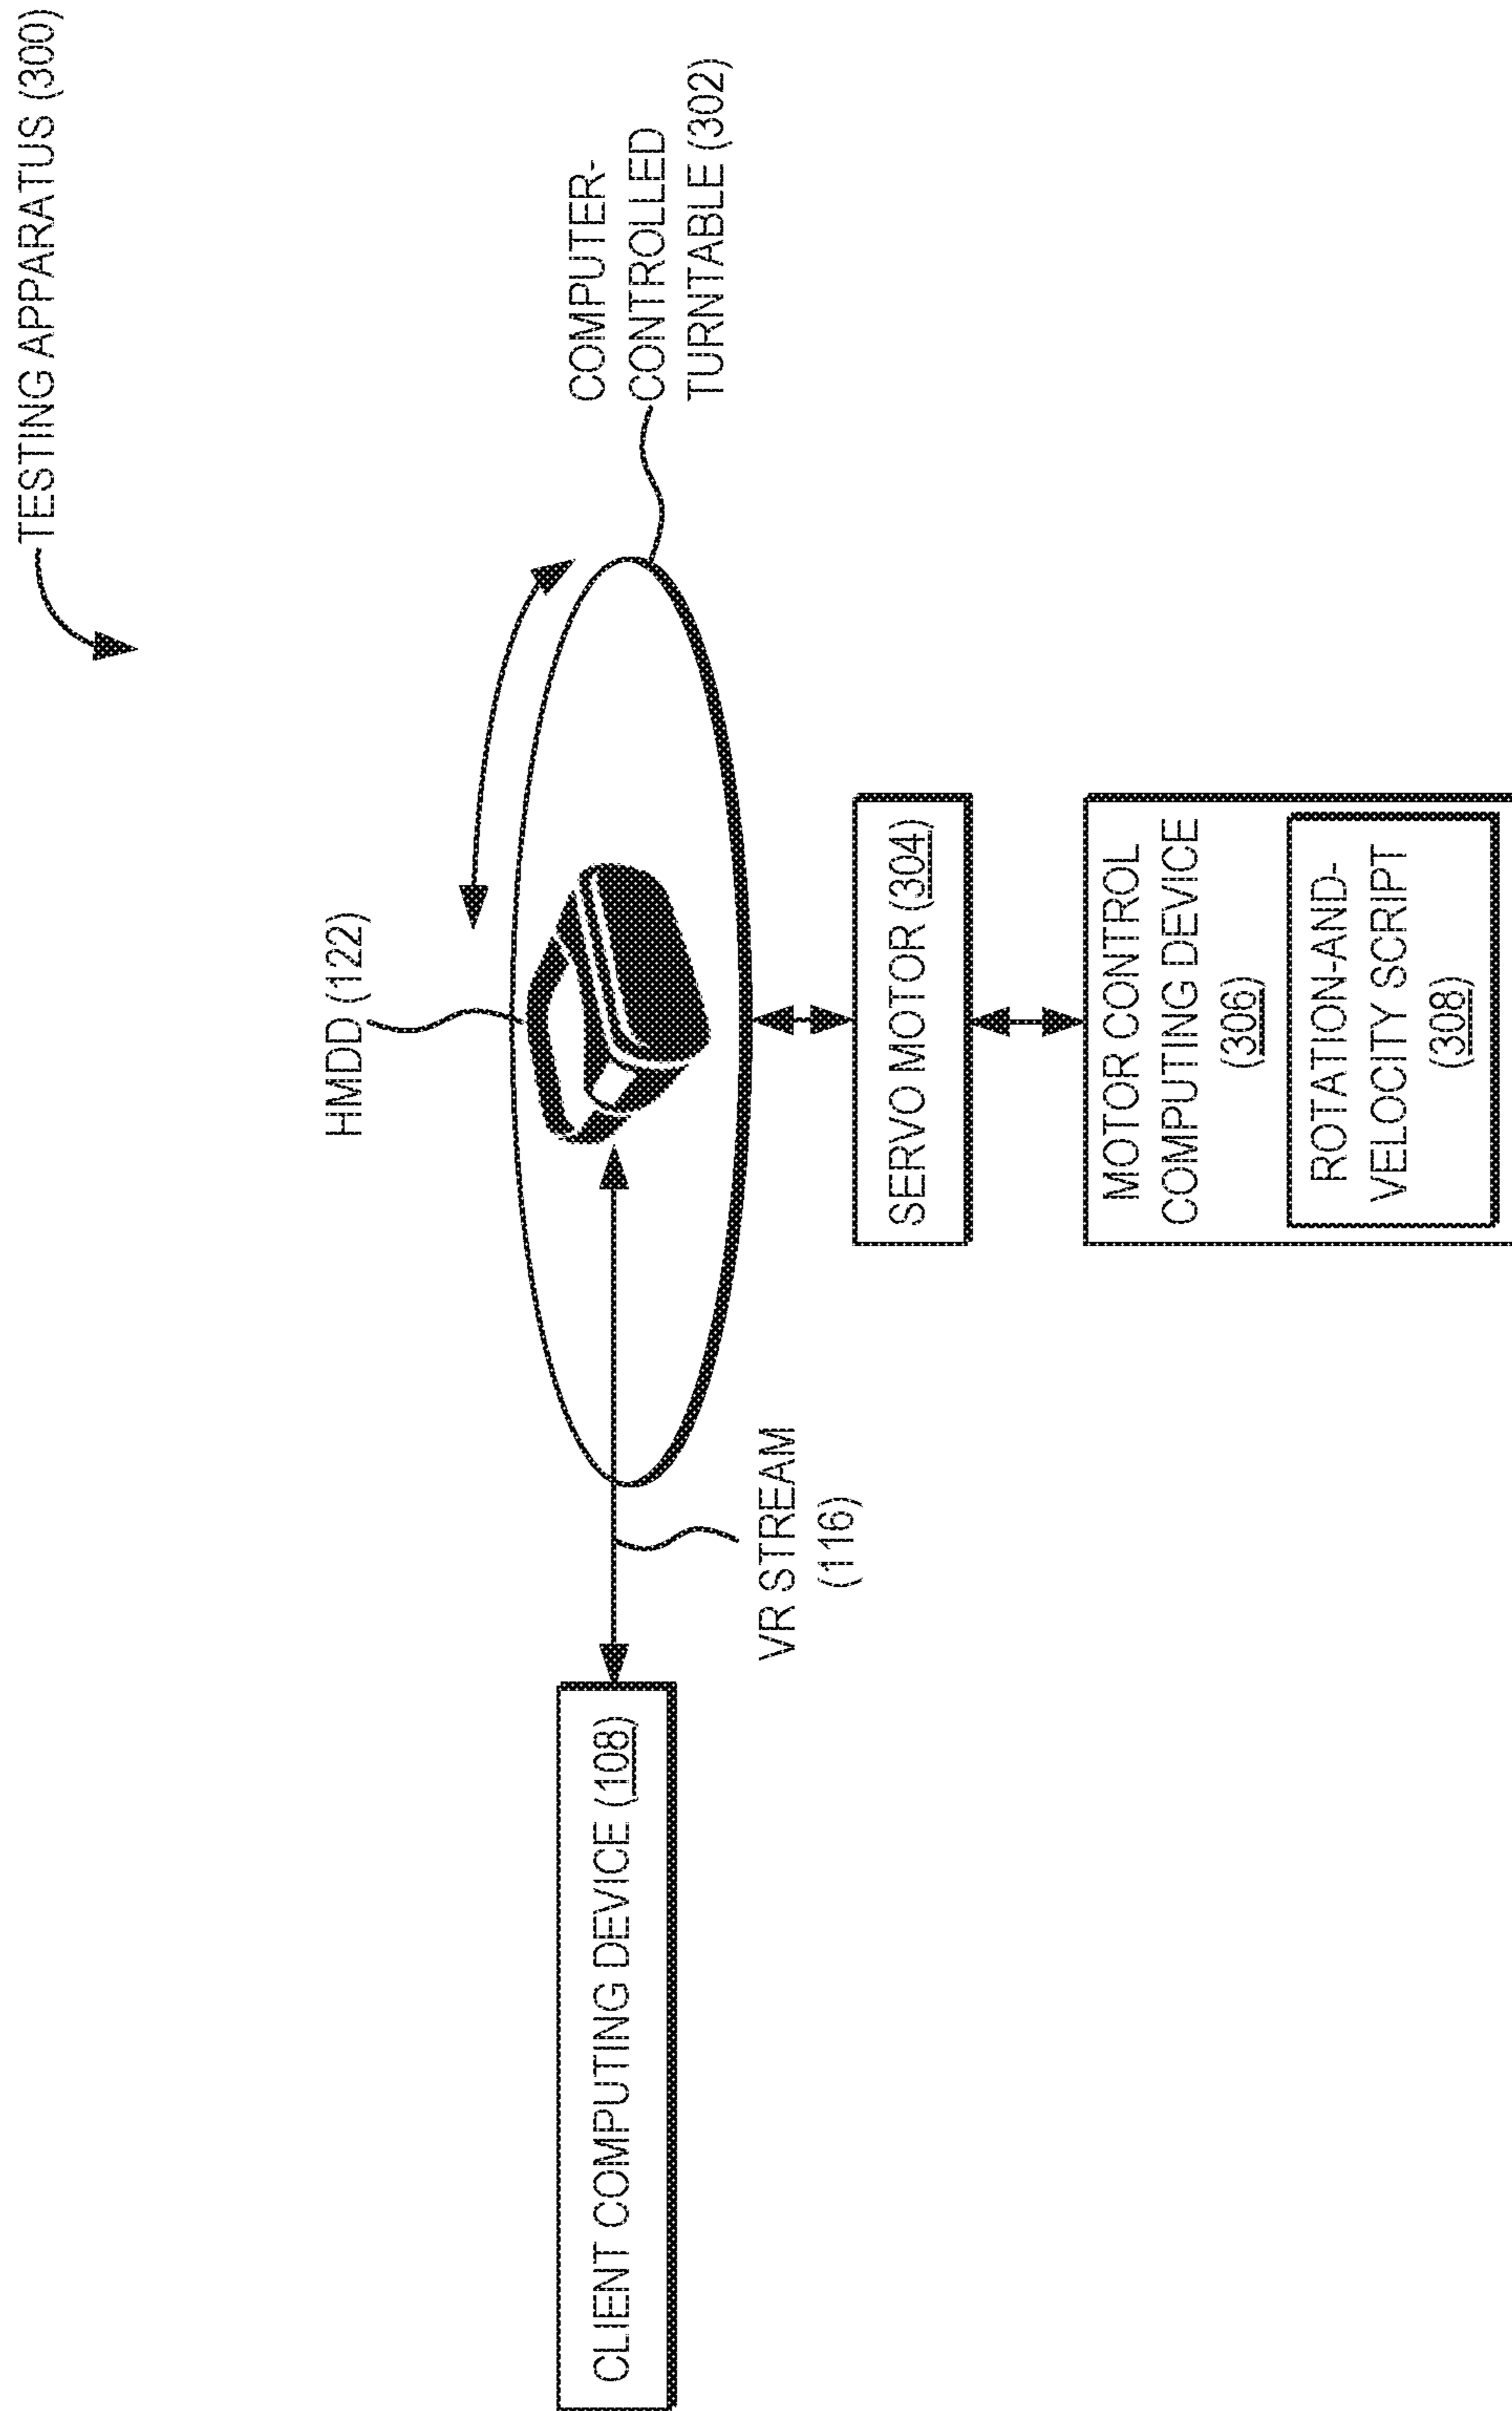 TESTING APPARATUS (300)
HMDD (122)
COMPUTER-
CONTROLLED
TURNTABLE (302)
CLIENT COMPUTING DEVICE (108)
VR STREAM
(116)
SERVO MOTOR (304)
MOTOR CONTROL
COMPUTING DEVICE
(306)
ROTATION-AND-
VELOCITY SCRIPT
(308)